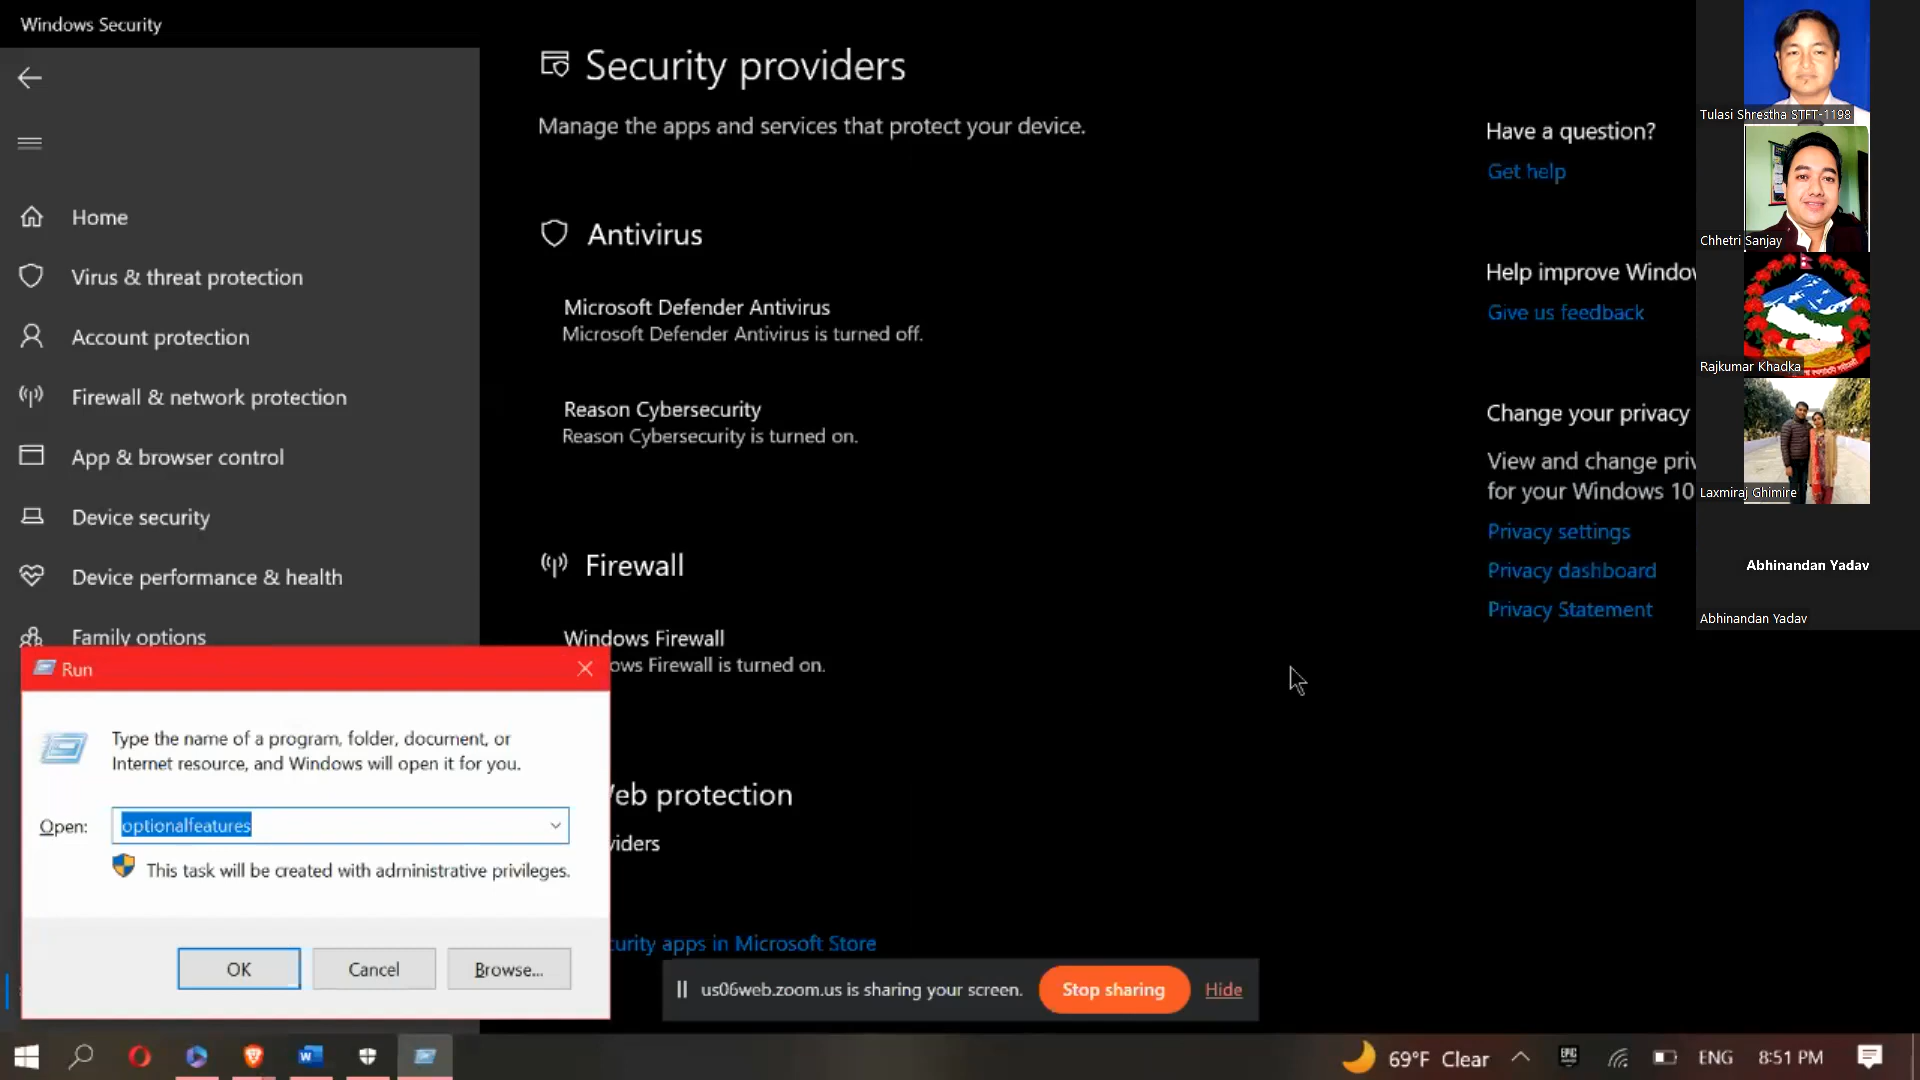 Windows Security
Home
Virus & threat protection
Account protection
Firewall & network protection
App & browser control
Device security
Device performance & health
Family options
Security providers
Manage the apps and services that protect your device.
Antivirus
Microsoft Defender Antivirus
Microsoft Defender Antivirus is turned off.
Reason Cybersecurity
Reason Cybersecurity is turned on.
Firewall
Windows Firewall
ows Firewall is turned on.
eb protection
viders
curity apps in Microsoft Store
Have a question?
Get help
Help improve Window
Give us feedback
Change your privacy
View and change priv
for your Windows 10
Privacy settings
Privacy dashboard
Privacy Statement
Tulasi Shrestha STFT-1198
Chhetri Sanjay
Rajkumar Khadka
Laxmiraj Ghimire
Abhinandan Yadav
Abhinandan Yadav
Run
Type the name of a program, folder, document, or
Internet resource, and Windows will open it for you.
Open: optionalfeatures
This task will be created with administrative privileges.
OK Cancel Browse...
us06web.zoom.us is sharing your screen. Stop sharing Hide
69°F Clear EPIC ENG 8:51 PM